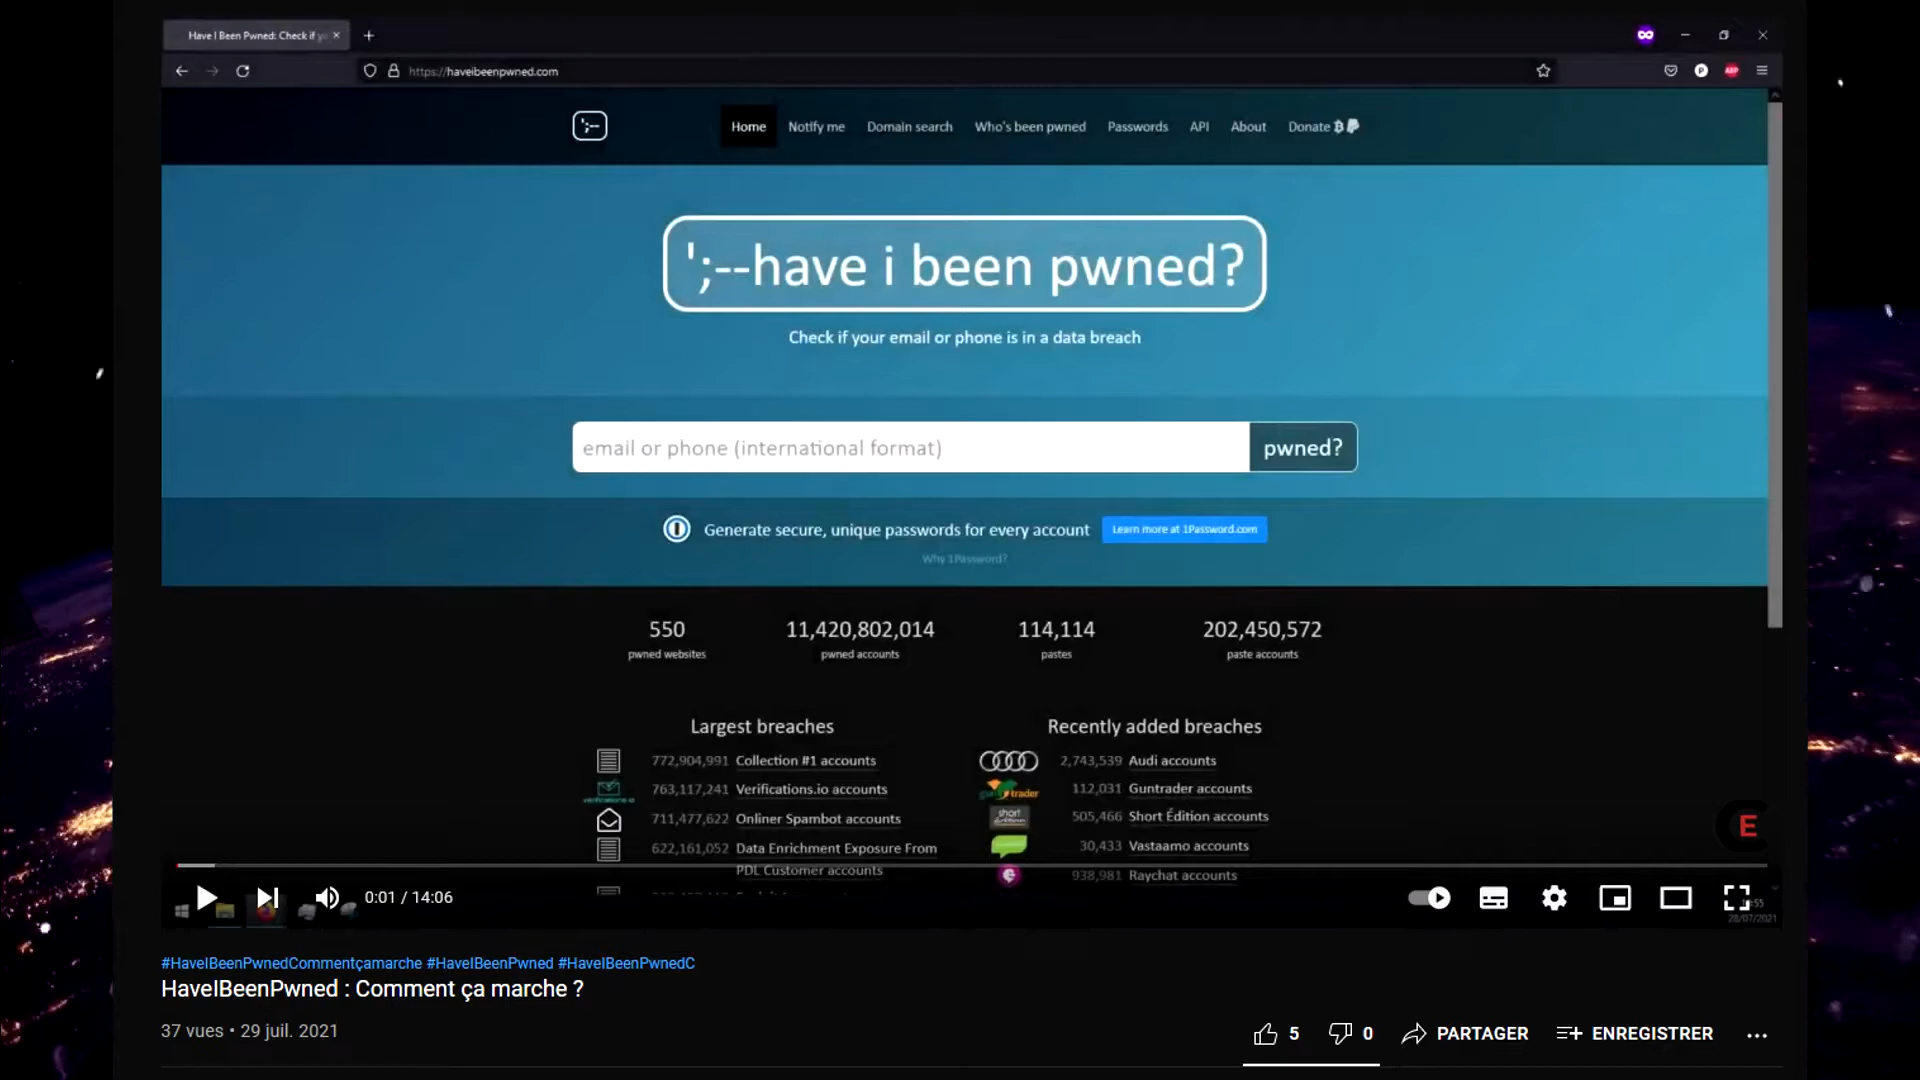 Have I Been Pwned: Check if yo
https://haveibeenpwned.com
ABP
';--
Home
Notify me
Domain search
Who's been pwned
Passwords
API
About
Donate
';--have i been pwned?
Check if your email or phone is in a data breach
email or phone (international format)
pwned?
Generate secure, unique passwords for every account
Learn more at 1Password.com
Why 1Password?
550
11,420,802,014
114,114
202,450,572
pwned websites
pwned accounts
pastes
paste accounts
Largest breaches
772,904,991 Collection #1 accounts
763,117,241 Verifications.io accounts
711,477,622 Onliner Spambot accounts
622,161,052 Data Enrichment Exposure From
PDL Customer accounts
Recently added breaches
2,743,539 Audi accounts
112,031 Guntrader accounts
505,466 Short Édition accounts
30,433 Vastaamo accounts
938,981 Raychat accounts
E
0:01 / 14:06
28/07/2021
#HaveIBeenPwnedCommentçamarche #HaveIBeenPwned #HaveIBeenPwnedC
HaveIBeenPwned : Comment ça marche ?
37 vues • 29 juil. 2021
5
0
PARTAGER
ENREGISTRER